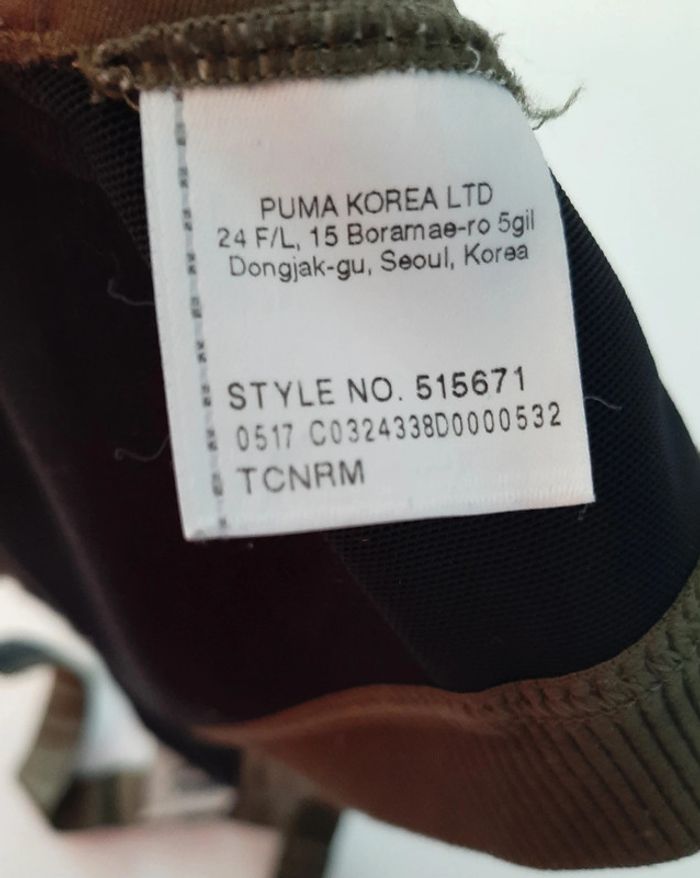 PUMA KOREA LTD
24 F/L, 15 Boramae-ro 5gil
Dongjak-gu, Seoul, Korea
STYLE NO. 515671
0517 C0324338D0000532
TCNRM